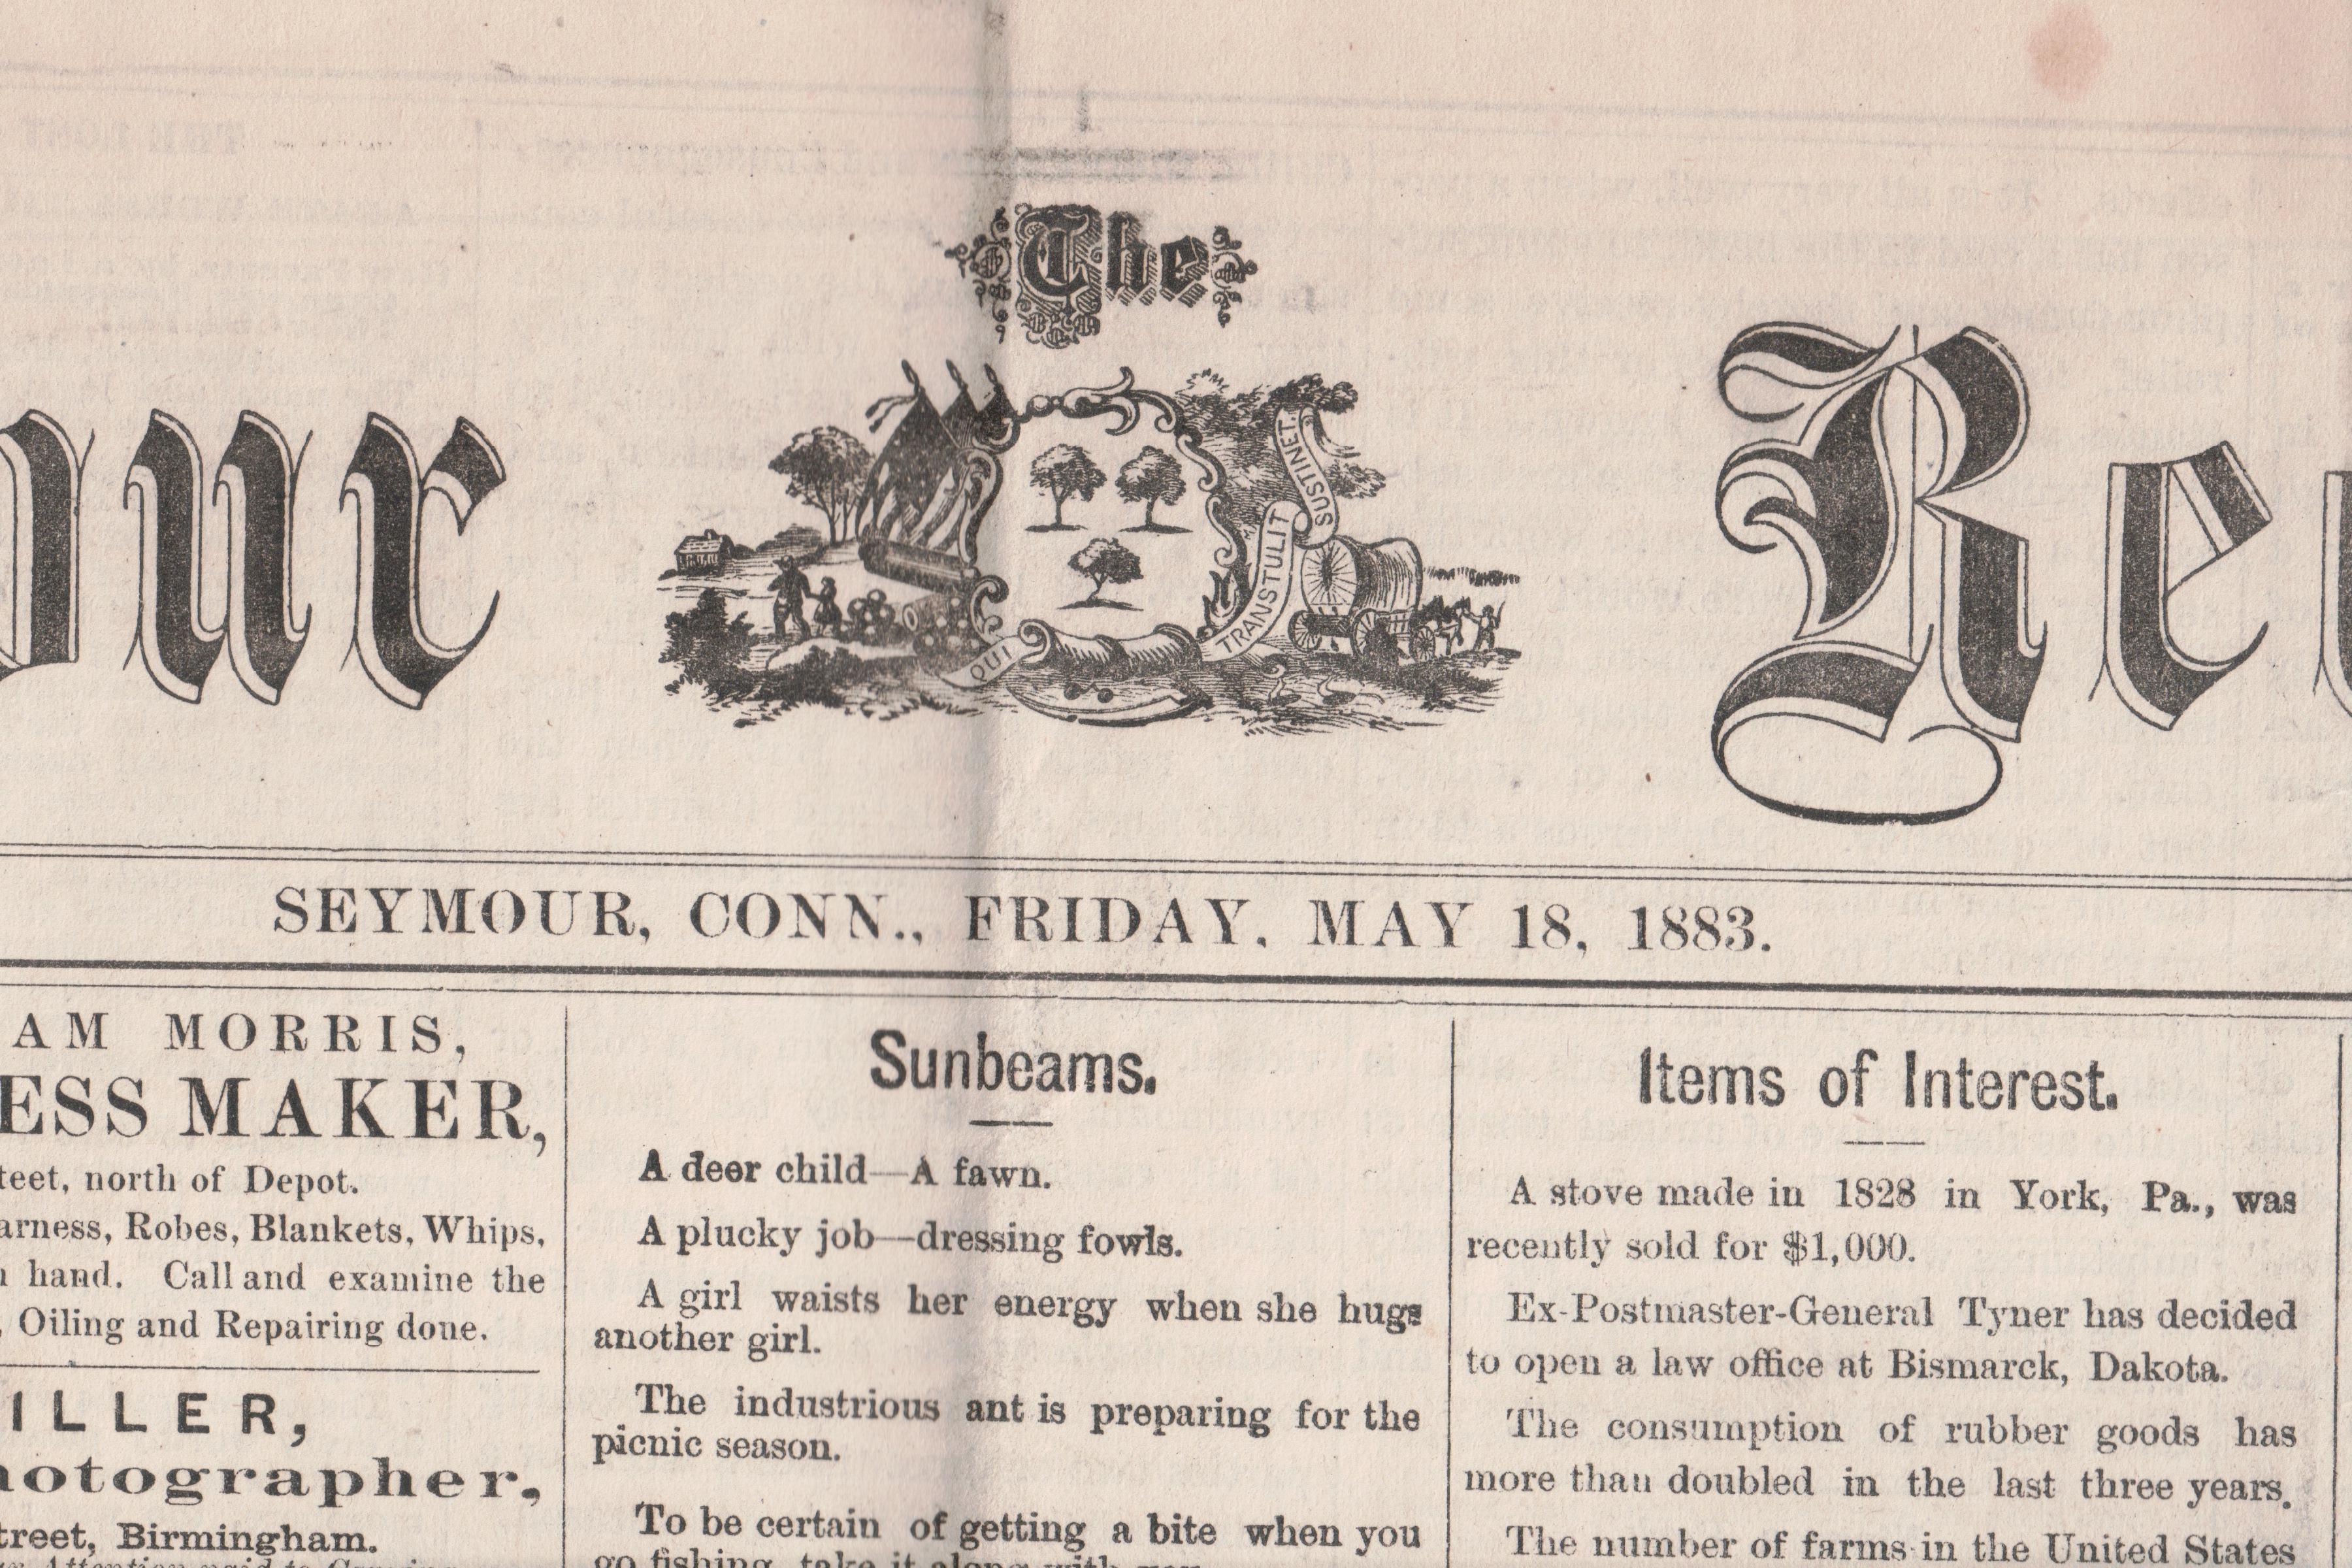 The
our Re
QUI TRANSTULIT SUSTINET.
SEYMOUR, CONN., FRIDAY, MAY 18, 1883.
AM MORRIS,
ESS MAKER,
teet, north of Depot.
arness, Robes, Blankets, Whips,
hand. Call and examine the
, Oiling and Repairing done.
ILLER,
hotographer,
treet, Birmingham.
Sunbeams.
A deer child—A fawn.
A plucky job—dressing fowls.
A girl waists her energy when she hugs
another girl.
The industrious ant is preparing for the
picnic season.
To be certain of getting a bite when you
go fishing, take it along with you.
Items of Interest.
A stove made in 1828 in York, Pa., was
recently sold for $1,000.
Ex-Postmaster-General Tyner has decided
to open a law office at Bismarck, Dakota.
The consumption of rubber goods has
more than doubled in the last three years.
The number of farms in the United States